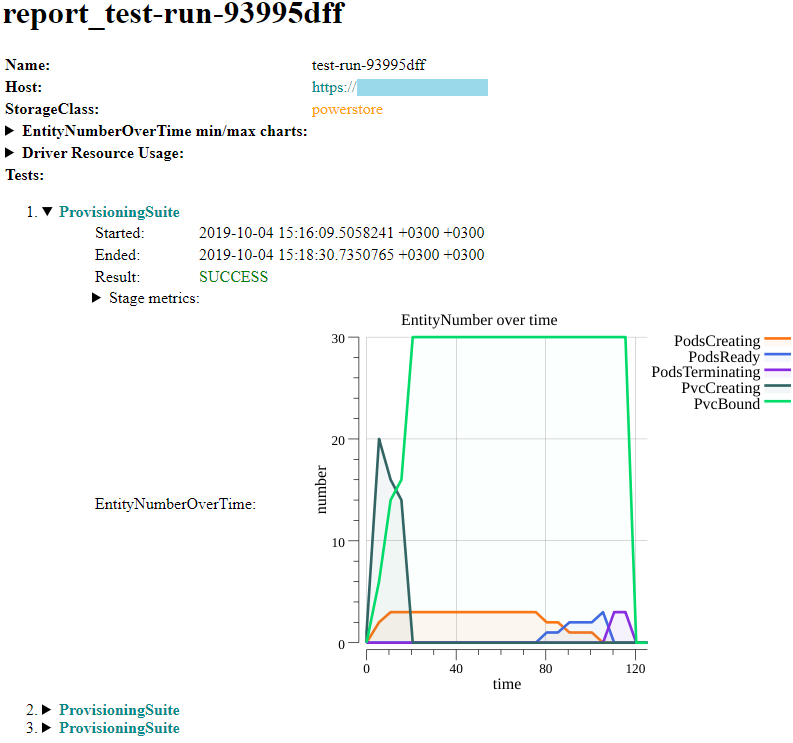 report_test-run-93995dff
Name: test-run-93995dff
Host: https://
StorageClass: powerstore
EntityNumberOverTime min/max charts:
Driver Resource Usage:
Tests:
1. ProvisioningSuite
Started: 2019-10-04 15:16:09.5058241 +0300 +0300
Ended: 2019-10-04 15:18:30.7350765 +0300 +0300
Result: SUCCESS
Stage metrics:
EntityNumber over time
PodsCreating
PodsReady
PodsTerminating
PvcCreating
PvcBound
30
20
10
0
number
EntityNumberOverTime:
0 40 80 120
time
2. ProvisioningSuite
3. ProvisioningSuite